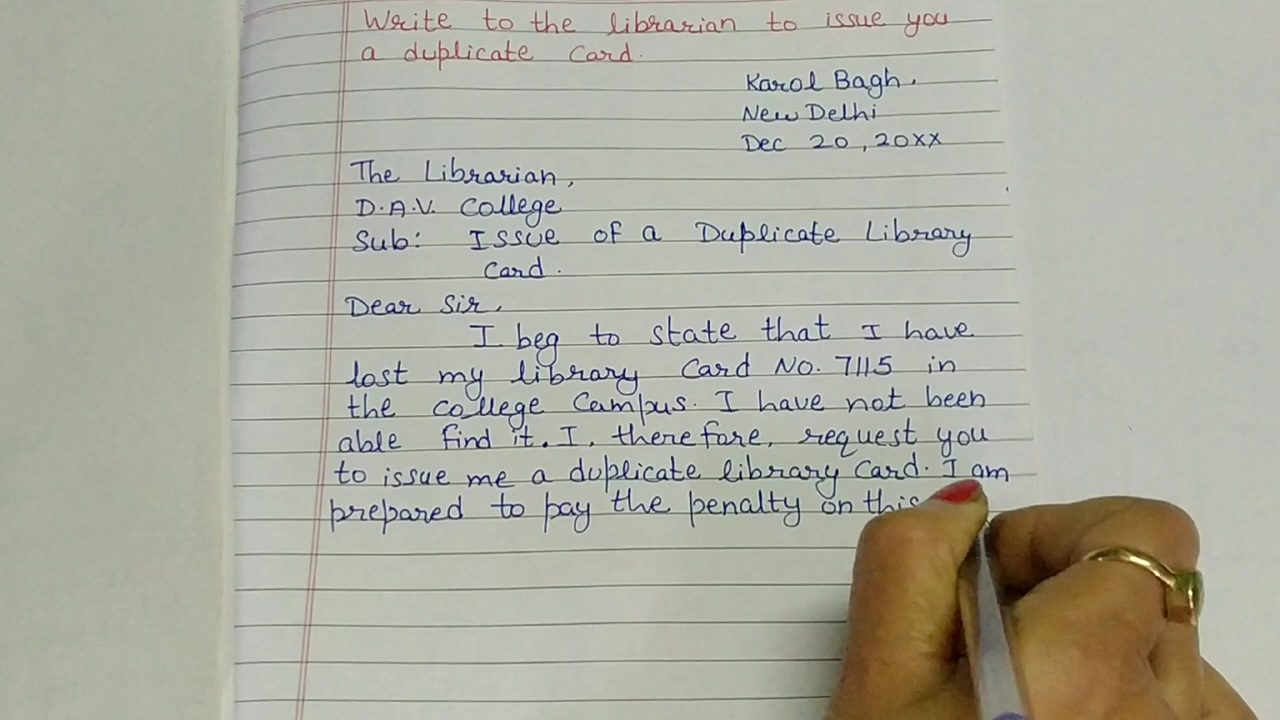 Write to the librarian to issue you
a duplicate card.
Karol Bagh,
New Delhi
Dec 20, 20xx
The Librarian,
D.A.V. College
Sub: Issue of a Duplicate Library
Card.
Dear Sir,
I beg to state that I have
lost my library card No. 7115 in
the college campus. I have not been
able find it. I, therefore, request you
to issue me a duplicate library card. I am
prepared to pay the penalty on this